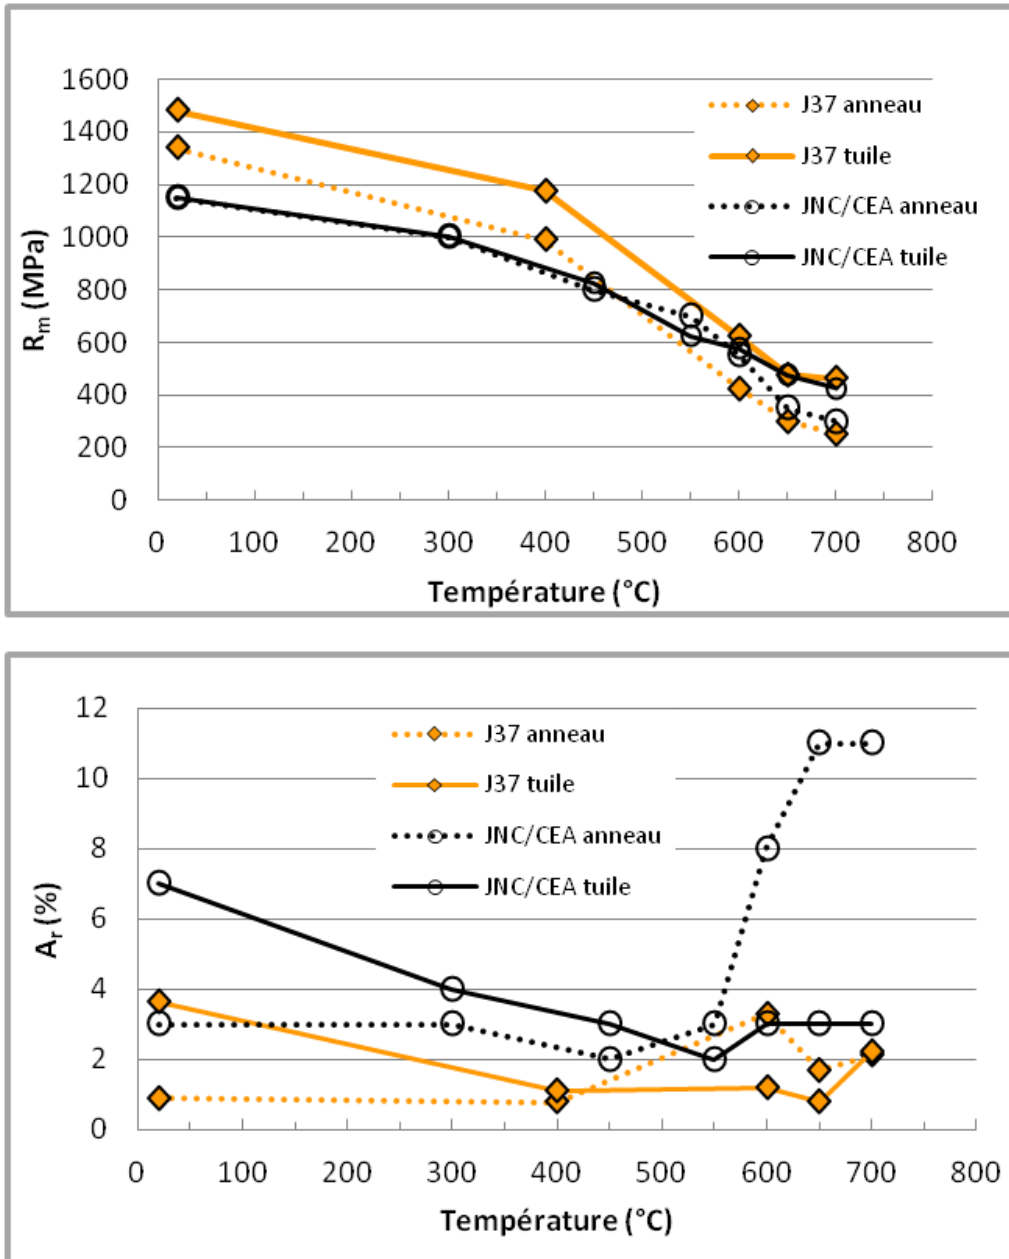 1600
1400
1200
1000
800
600
400
200
0
R_m (MPa)
J37 anneau
J37 tuile
JNC/CEA anneau
JNC/CEA tuile
0 100 200 300 400 500 600 700 800
Température (°C)
12
10
8
6
4
2
0
A_r (%)
J37 anneau
J37 tuile
JNC/CEA anneau
JNC/CEA tuile
0 100 200 300 400 500 600 700 800
Température (°C)